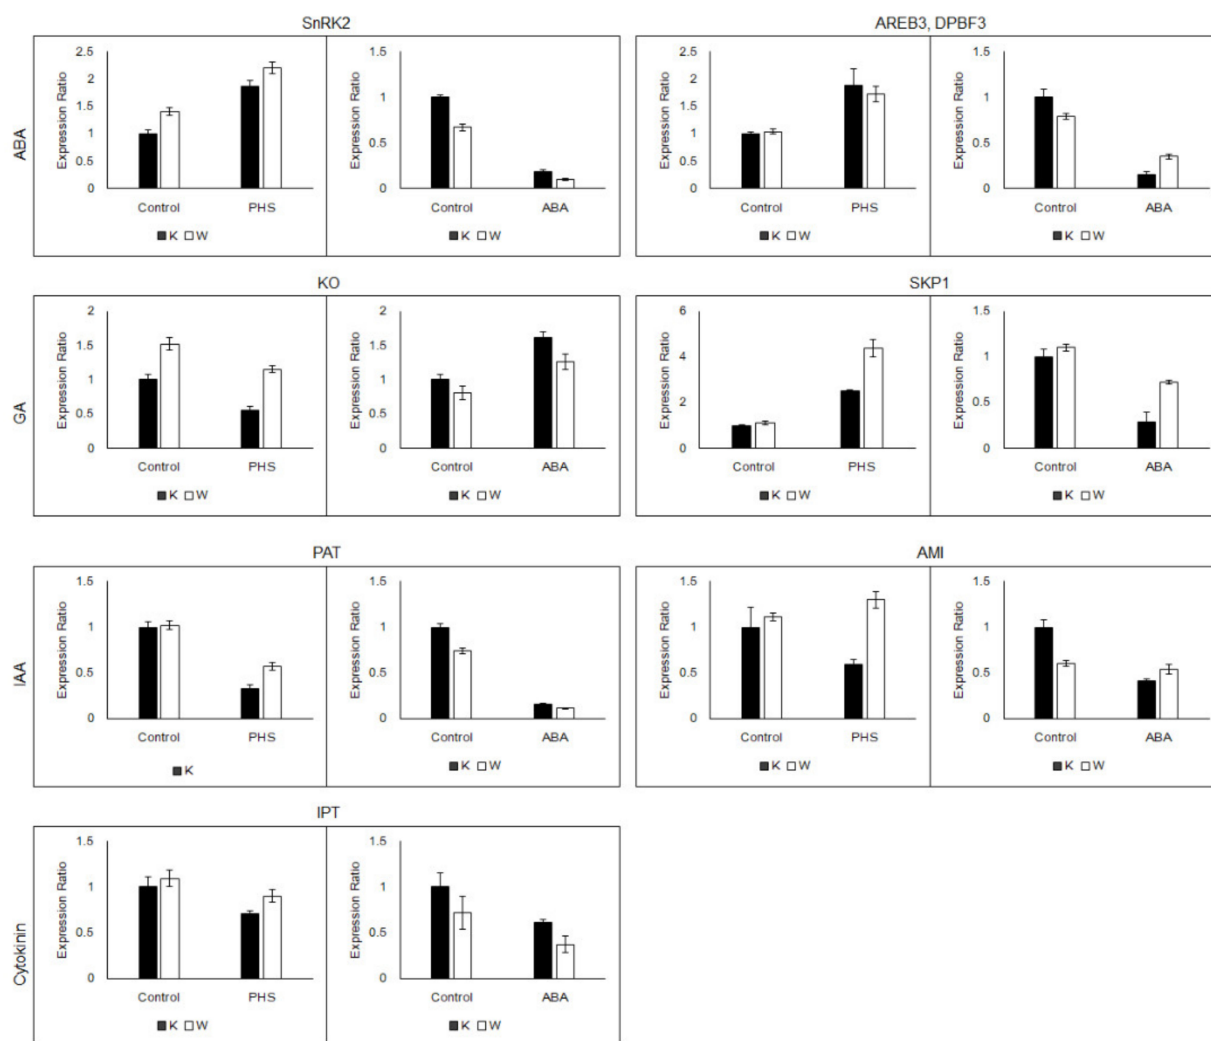 SnRK2
AREB3, DPBF3
ABA
Expression Ratio
2.5
2
1.5
1
0.5
0
Control
PHS
K W
Expression Ratio
1.5
1
0.5
0
Control
ABA
K W
Expression Ratio
2.5
2
1.5
1
0.5
0
Control
PHS
K W
Expression Ratio
1.5
1
0.5
0
Control
ABA
K W
KO
SKP1
GA
Expression Ratio
2
1.5
1
0.5
0
Control
PHS
K W
Expression Ratio
2
1.5
1
0.5
0
Control
ABA
K W
Expression Ratio
6
4
2
0
Control
PHS
K W
Expression Ratio
1.5
1
0.5
0
Control
ABA
K W
PAT
AMI
IAA
Expression Ratio
1.5
1
0.5
0
Control
PHS
K
Expression Ratio
1.5
1
0.5
0
Control
ABA
K W
Expression Ratio
1.5
1
0.5
0
Control
PHS
K W
Expression Ratio
1.5
1
0.5
0
Control
ABA
K W
IPT
Cytokinin
Expression Ratio
1.5
1
0.5
0
Control
PHS
K W
Expression Ratio
1.5
1
0.5
0
Control
ABA
K W